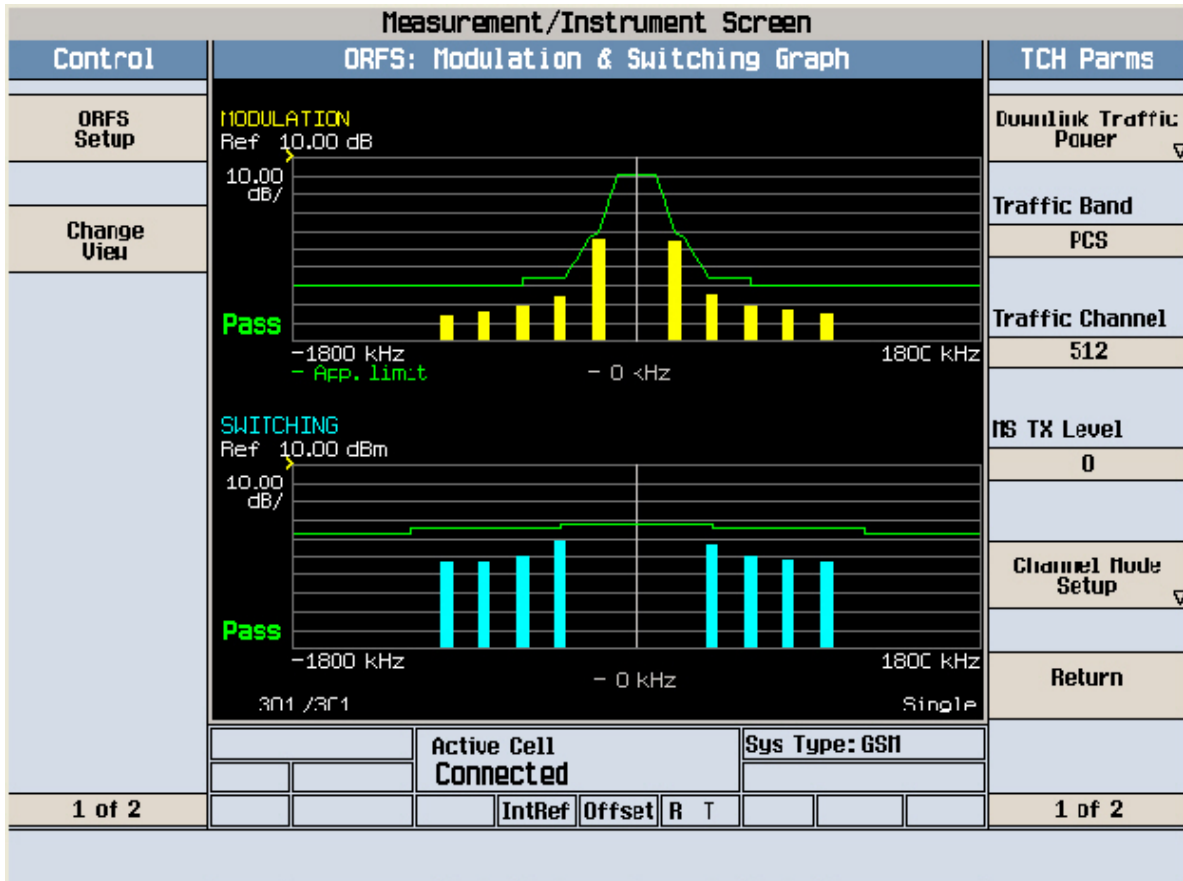 Measurement/Instrument Screen
Control
ORFS: Modulation & Switching Graph
TCH Parms
ORFS
Setup
Change
View
1 of 2
MODULATION
Ref 10.00 dB
10.00
dB/
Pass
-1800 kHz
1800 kHz
- App. limit
- 0 kHz
SWITCHING
Ref 10.00 dBm
10.00
dB/
Pass
-1800 kHz
1800 kHz
- 0 kHz
301/301
Single
Downlink Traffic
Power
Traffic Band
PCS
Traffic Channel
512
MS TX Level
0
Channel Mode
Setup
Return
1 of 2
Active Cell
Connected
Sys Type: GSM
IntRef
Offset
R T